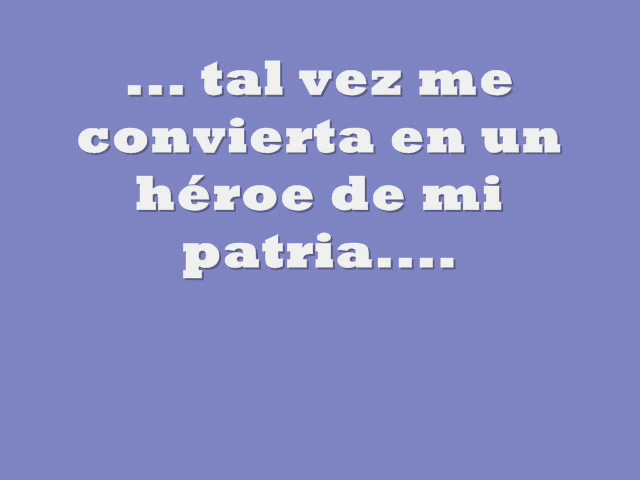 ... tal vez me
convierta en un
héroe de mi
patria....